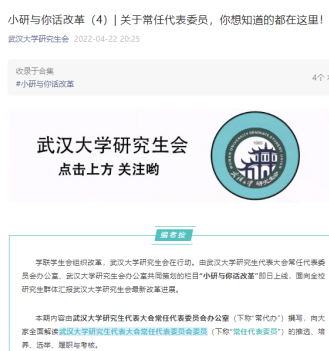 小研与你话改革（4）| 关于常任代表委员，你想知道的都在这里！
武汉大学研究生会 2022-04-22 20:25
收录于合集
#小研与你话改革
4个
武汉大学研究生会
点击上方 关注哟
编者按
学联学生会组织改革，武汉大学研究生会在行动。由武汉大学研究生代表大会常任代表委
员会办公室、武汉大学研究生会办公室共同策划的栏目“小研与你话改革”即日上线，面向全校
研究生群体汇报武汉大学研究生会最新改革进展。
本期内容由武汉大学研究生代表大会常任代表委员会办公室（下称“常代办”）撰写，向大
家全面解读武汉大学研究生代表大会常任代表委员会委员（下称“常任代表委员”）的推选、培
养、选举、履职与考核。